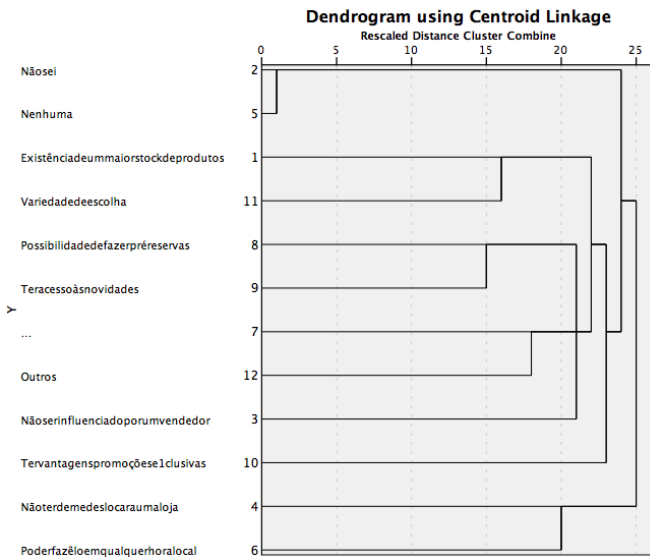 Dendrogram using Centroid Linkage
Rescaled Distance Cluster Combine
0 5 10 15 20 25
Nãosei 2
Nenhuma 5
Existênciadeummaiorstockdeprodutos 1
Variedadedeescolha 11
Possibilidadedefazerpréreservas 8
Teracessoàsnovidades 9
Y
... 7
Outros 12
Nãoserinfluenciadoporumvendedor 3
Tervantagenspromoçõese1clusivas 10
Nãoterdemedeslocaraumaloja 4
Poderfazêloemqualquerhoralocal 6